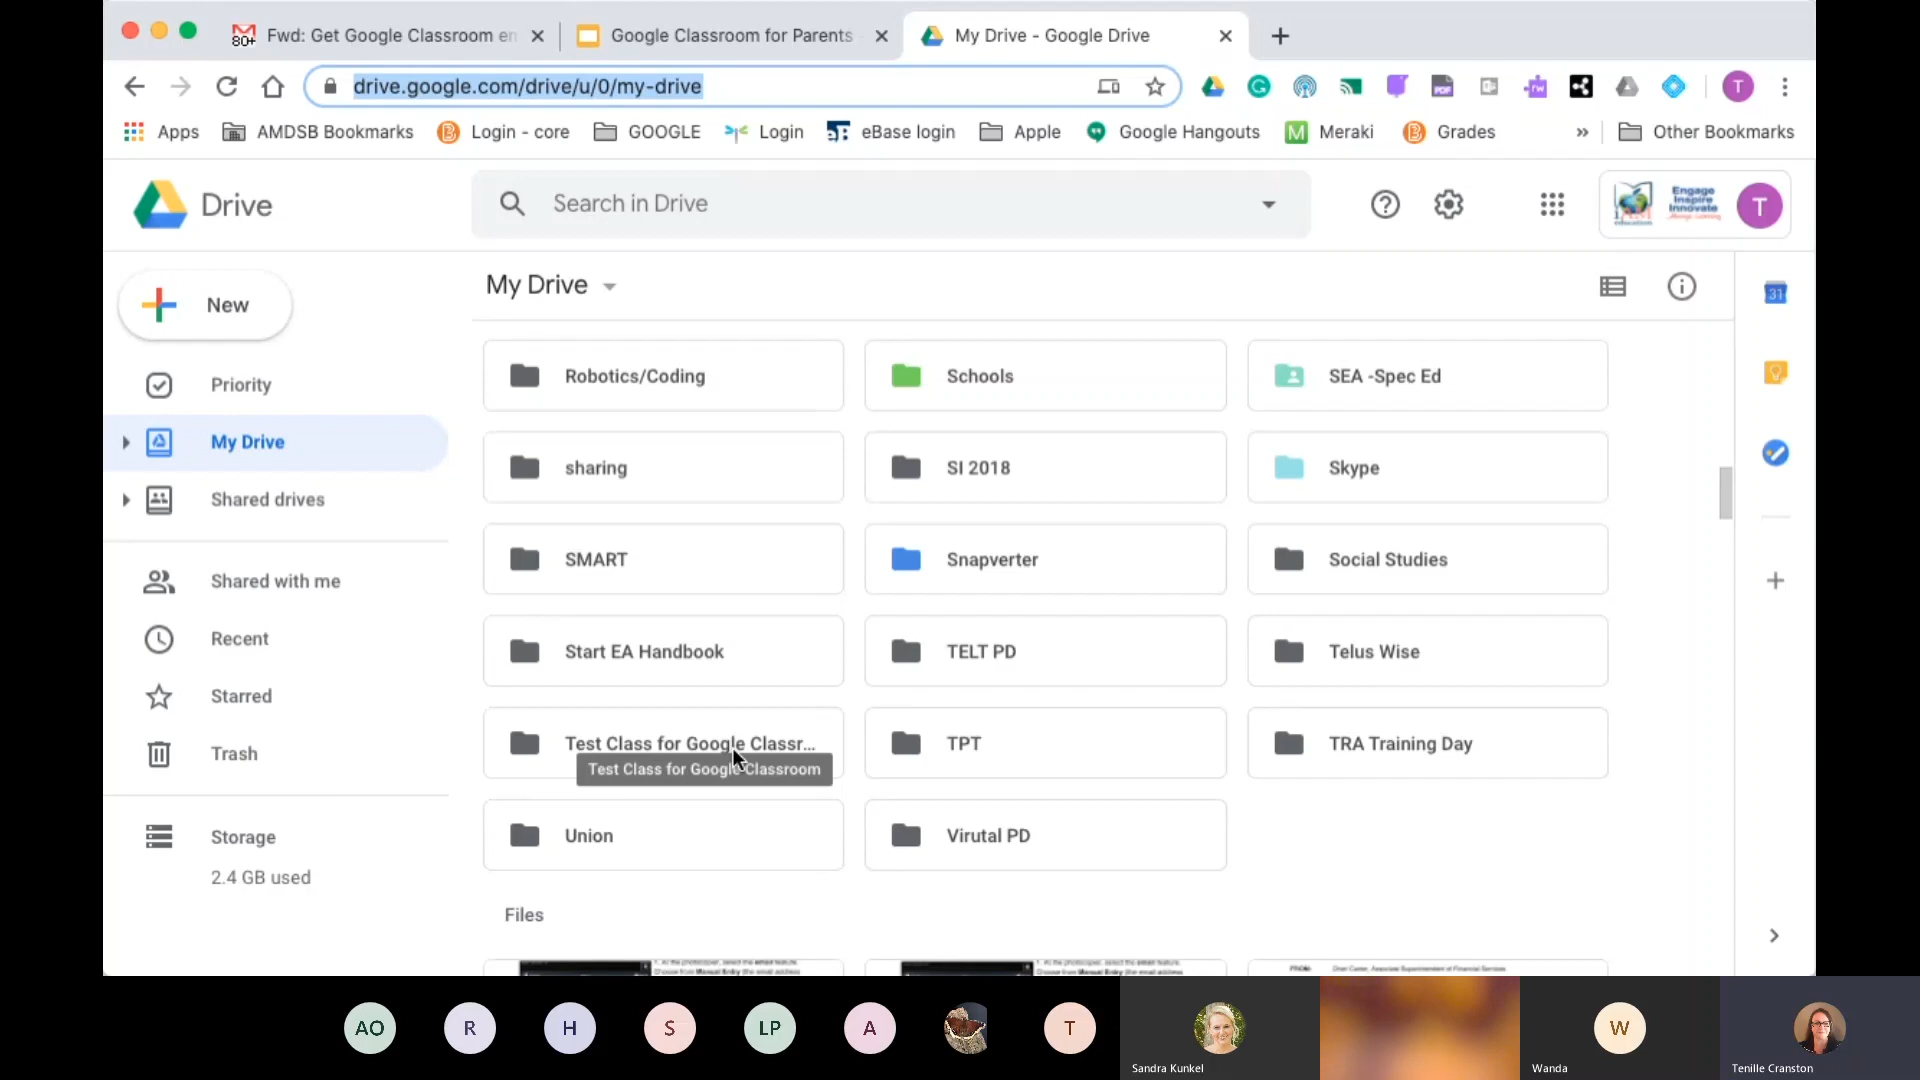 Fwd: Get Google Classroom en
Google Classroom for Parents
My Drive - Google Drive
80+
drive.google.com/drive/u/0/my-drive
T
Apps
AMDSB Bookmarks
Login - core
GOOGLE
Login
eBase login
Apple
Google Hangouts
M
Meraki
Grades
»
Other Bookmarks
Drive
Search in Drive
Engage
Inspire
Innovate
T
New
My Drive
31
Priority
My Drive
Shared drives
Shared with me
Recent
Starred
Trash
Storage
2.4 GB used
Robotics/Coding
Schools
SEA -Spec Ed
sharing
SI 2018
Skype
SMART
Snapverter
Social Studies
Start EA Handbook
TELT PD
Telus Wise
Test Class for Google Classr...
TPT
TRA Training Day
Test Class for Google Classroom
Union
Virutal PD
Files
AO
R
H
S
LP
A
T
W
Sandra Kunkel
Wanda
Tenille Cranston